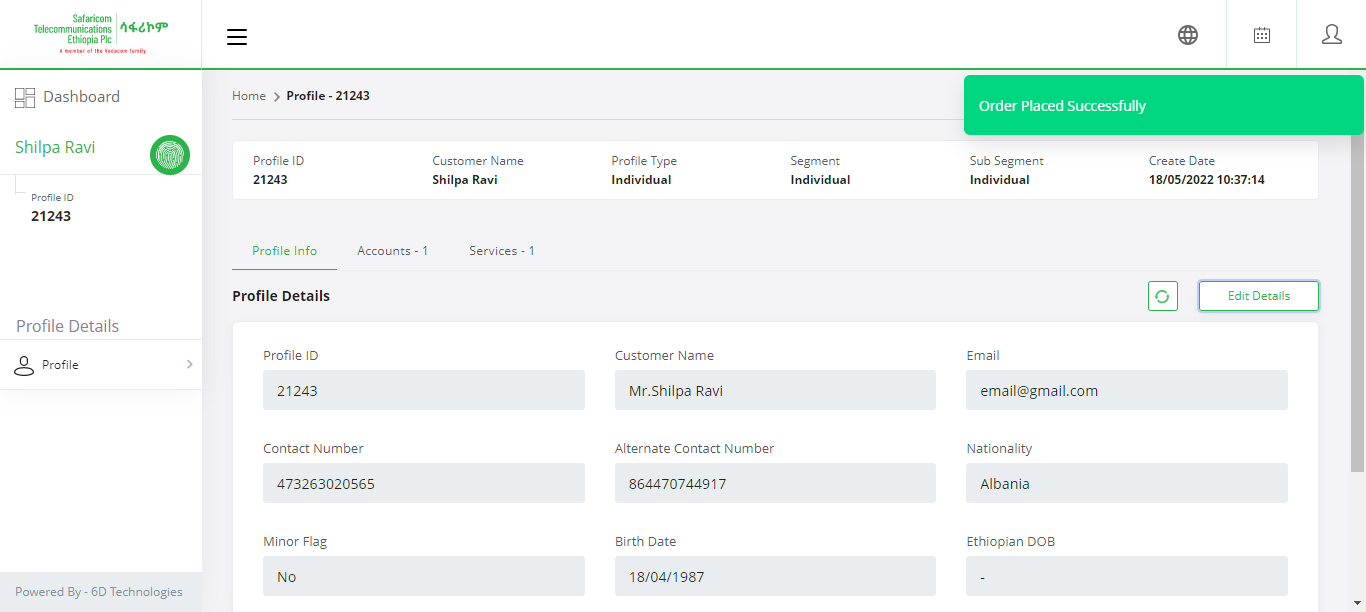 Safaricom
Telecommunications
Ethiopia Plc
ሳፋሪኮም
A member of the Vodacom family
Order Placed Successfully
Dashboard
Shilpa Ravi
Profile ID
21243
Profile Details
Profile
Powered By - 6D Technologies
Home > Profile - 21243
Profile ID Customer Name Profile Type Segment Sub Segment Create Date
21243 Shilpa Ravi Individual Individual Individual 18/05/2022 10:37:14
Profile Info Accounts - 1 Services - 1
Profile Details Edit Details
Profile ID Customer Name Email
21243 Mr.Shilpa Ravi email@gmail.com
Contact Number Alternate Contact Number Nationality
473263020565 864470744917 Albania
Minor Flag Birth Date Ethiopian DOB
No 18/04/1987 -